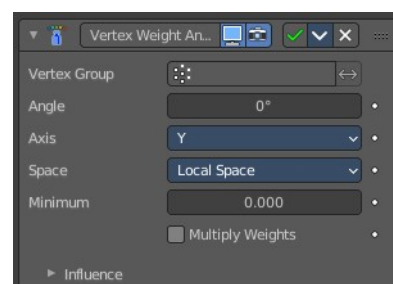 Vertex Weight An...
Vertex Group
Angle 0°
Axis Y
Space Local Space
Minimum 0.000
Multiply Weights
Influence